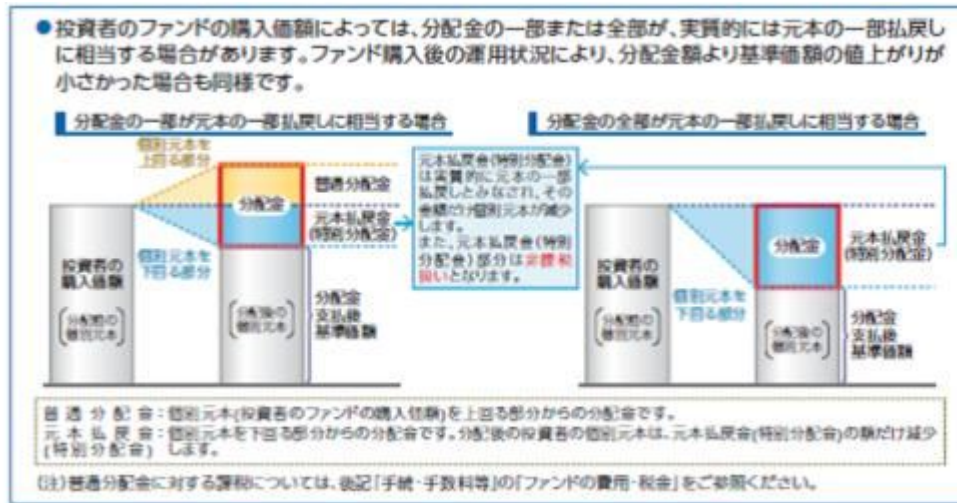 ●投資者のファンドの購入価額によっては、分配金の一部または全部が、実質的には元本の一部払戻し
に相当する場合があります。ファンド購入後の運用状況により、分配金額より基準価額の値上がりが
小さかった場合も同様です。
分配金の一部が元本の一部払戻しに相当する場合
個別元本を
上回る部分
分配金
普通分配金
元本払戻金
(特別分配金)
投資者の
購入価額
(分配前の
個別元本)
個別元本を
下回る部分
(分配後の
個別元本)
分配金
支払後
基準価額
元本払戻金(特別分配金)
は実質的に元本の一部
払戻しとみなされ、その
金額だけ個別元本が減少
します。
また、元本払戻金(特別
分配金)部分は非課税
扱いとなります。
分配金の全部が元本の一部払戻しに相当する場合
投資者の
購入価額
(分配前の
個別元本)
個別元本を
下回る部分
分配金
元本払戻金
(特別分配金)
(分配後の
個別元本)
分配金
支払後
基準価額
普通分配金:個別元本(投資者のファンドの購入価額)を上回る部分からの分配金です。
元本払戻金:個別元本を下回る部分からの分配金です。分配後の投資者の個別元本は、元本払戻金(特別分配金)の額だけ減少
(特別分配金) します。
(注)普通分配金に対する課税については、後記「手続・手数料等」の「ファンドの費用・税金」をご参照ください。